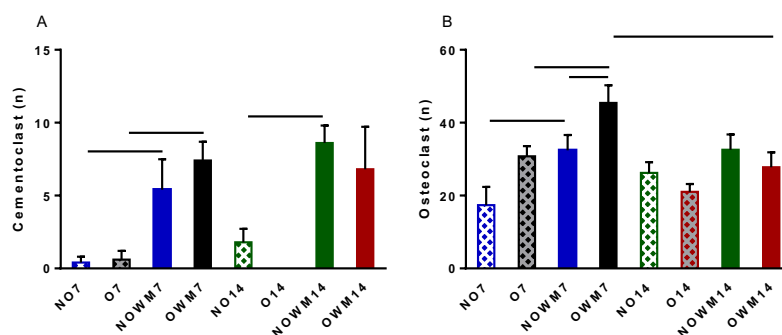 A
Cementoclast (n)
15
10
5
0
NO7
O7
NOWM7
OWM7
NO14
O14
NOWM14
OWM14
B
Osteoclast (n)
60
40
20
0
NO7
O7
NOWM7
OWM7
NO14
O14
NOWM14
OWM14